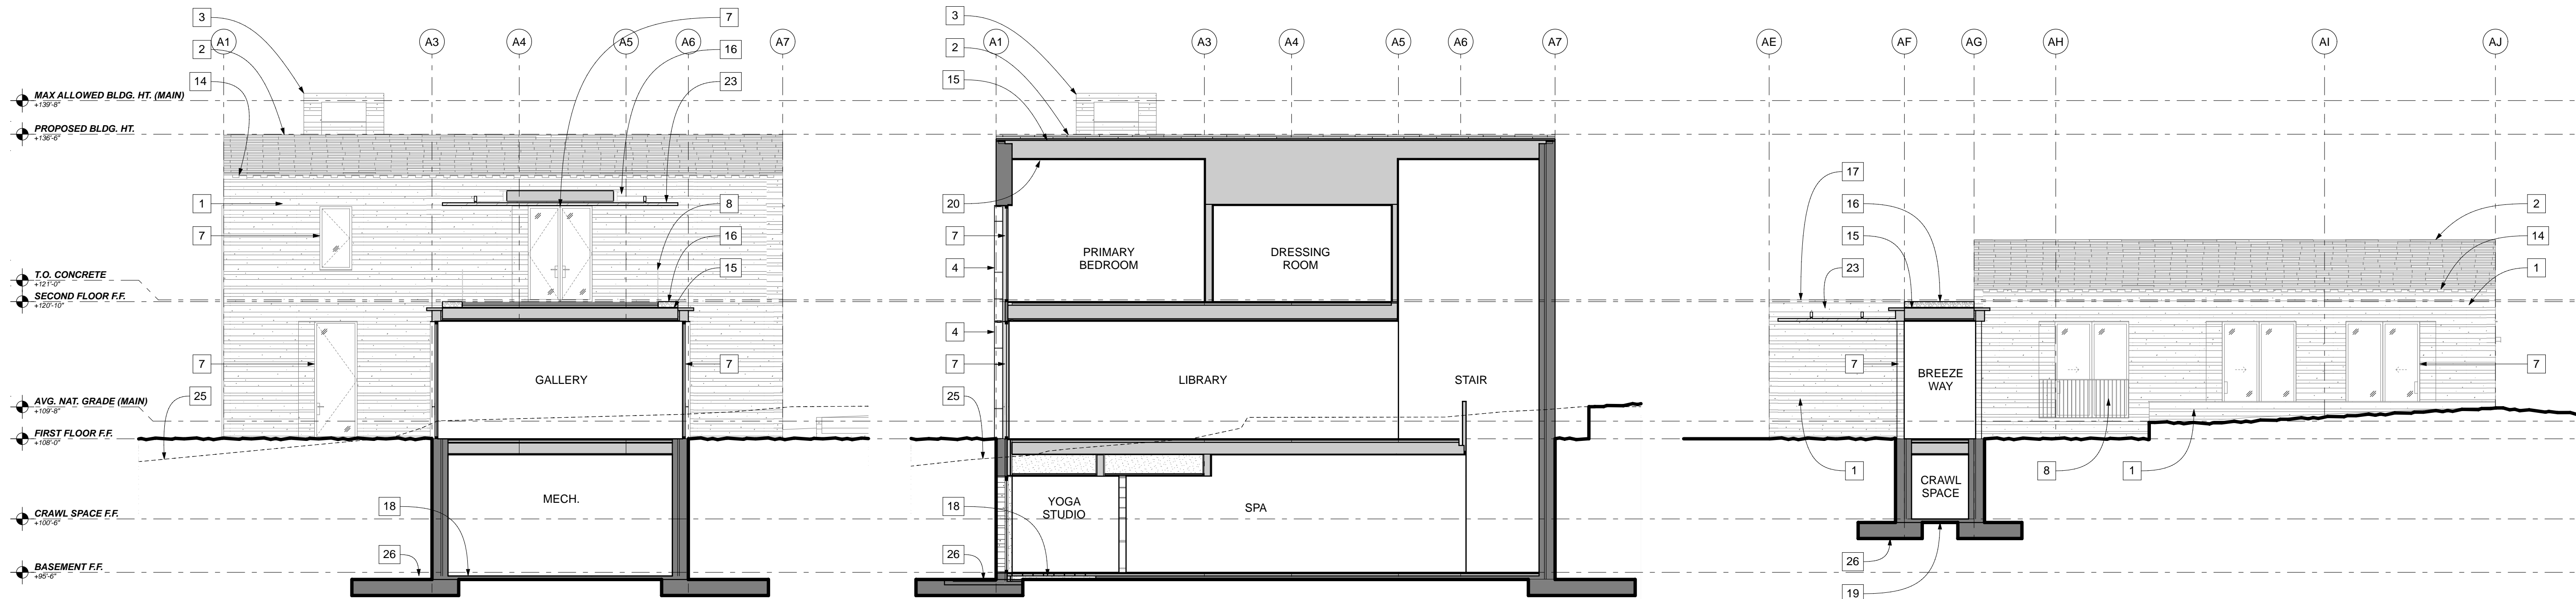 3
7
3
2
A1
A3
A4
A5
A6
A7
16
2
A1
A3
A4
A5
A6
A7
AE
AF
AG
AH
AI
AJ
14
23
15
MAX ALLOWED BLDG. HT. (MAIN)
+139'-8"
PROPOSED BLDG. HT.
+136'-6"
17
1
8
20
16
2
7
16
7
15
14
PRIMARY
BEDROOM
DRESSING
ROOM
15
4
23
1
T.O. CONCRETE
+121'-0"
SECOND FLOOR F.F.
+120'-10"
4
7
7
7
7
7
GALLERY
LIBRARY
STAIR
BREEZE
WAY
25
25
AVG. NAT. GRADE (MAIN)
+109'-8"
FIRST FLOOR F.F.
+108'-0"
1
8
1
MECH.
18
18
YOGA
STUDIO
SPA
CRAWL
SPACE
CRAWL SPACE F.F.
+100'-6"
26
26
26
BASEMENT F.F.
+95'-6"
19